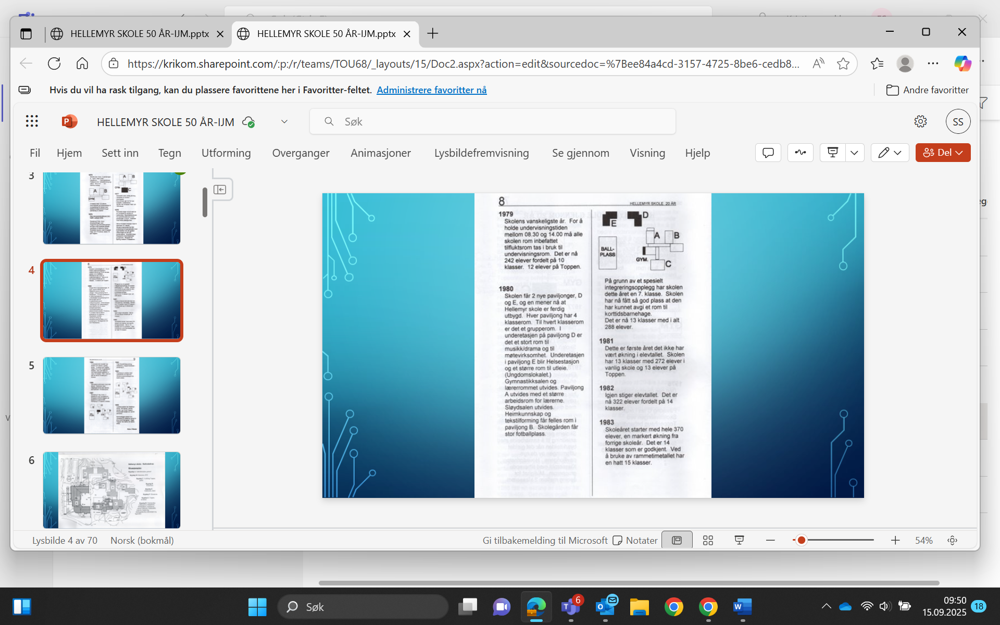 HELLEMYR SKOLE 50 ÅR-IJM.pptx
HELLEMYR SKOLE 50 ÅR-IJM.pptx
https://krikom.sharepoint.com/:p:/r/teams/TOU68/_layouts/15/Doc2.aspx?action=edit&sourcedoc=%7Bee84a4cd-3157-4725-8be6-cedb8...
Hvis du vil ha rask tilgang, kan du plassere favorittene her i Favoritter-feltet. Administrere favoritter nå
Andre favoritter
HELLEMYR SKOLE 50 ÅR-IJM
Søk
SS
Fil Hjem Sett inn Tegn Utforming Overganger Animasjoner Lysbildefremvisning Se gjennom Visning Hjelp
Del
3
4
5
6
8
HELLEMYR SKOLE 20 ÅR
1979
Skolens vanskeligste år. For å
holde undervisningstiden
mellom 08.30 og 14.00 må alle
skolen rom inbefattet
tilfluktsrom tas i bruk til
undervisningsrom. Det er nå
242 elever fordelt på 10
klasser. 12 elever på Toppen.
1980
Skolen får 2 nye paviljonger, D
og E, og en mener nå at
Hellemyr skole er ferdig
utbygd. Hver paviljong har 4
klasserom. Til hvert klasserom
er det et grupperom. I
underetasjen på paviljong D er
det et stort rom til
musikk/drama og til
møtevirksomhet. Underetasjen
i paviljong E blir Helsestasjon
og et større rom til utleie.
(Ungdomslokalet.)
Gymnastikksalen og
lærerrommet utvides. Paviljong
A utvides med et større
arbeidsrom for lærerne.
Sløydsalen utvides.
Heimkunnskap og
tekstilforming får felles rom i
paviljong B. Skolegården får
stor fotballplass.
E
D
A
B
BALL-
PLASS
GYM.
C
På grunn av et spesielt
integreringsopplegg har skolen
dette året en 7. klasse. Skolen
har nå fått så god plass at den
har kunnet avgi et rom til
korttidsbarnehage.
Det er nå 13 klasser med i alt
288 elever.
1981
Dette er første året det ikke har
vært økning i elevtallet. Skolen
har 13 klasser med 272 elever i
vanlig skole og 13 elever på
Toppen.
1982
Igjen stiger elevtallet. Det er
nå 322 elever fordelt på 14
klasser.
1983
Skoleåret starter med hele 370
elever, en markert økning fra
forrige skoleår. Det er 14
klasser som er godkjent. Ved
å bruke av rammetimetallet har
en hatt 15 klasser.
Lysbilde 4 av 70
Norsk (bokmål)
Gi tilbakemelding til Microsoft
Notater
54%
Søk
6
09:50
15.09.2025
18